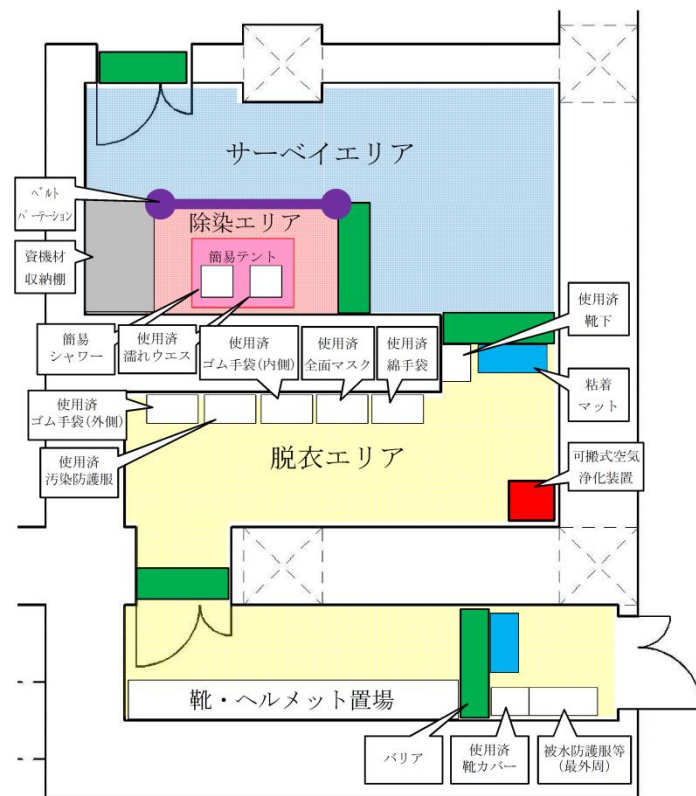 サーベイエリア
ﾍﾞﾙﾄ
ﾊﾟｰﾃｰｼｮﾝ
除染エリア
簡易テント
資機材
収納棚
簡易
シャワー
使用済
濡れウエス
使用済
ゴム手袋(内側)
使用済
全面マスク
使用済
綿手袋
使用済
靴下
粘着
マット
使用済
ゴム手袋(外側)
使用済
汚染防護服
脱衣エリア
可搬式空気
浄化装置
靴・ヘルメット置場
バリア
使用済
靴カバー
被水防護服等
(最外周)